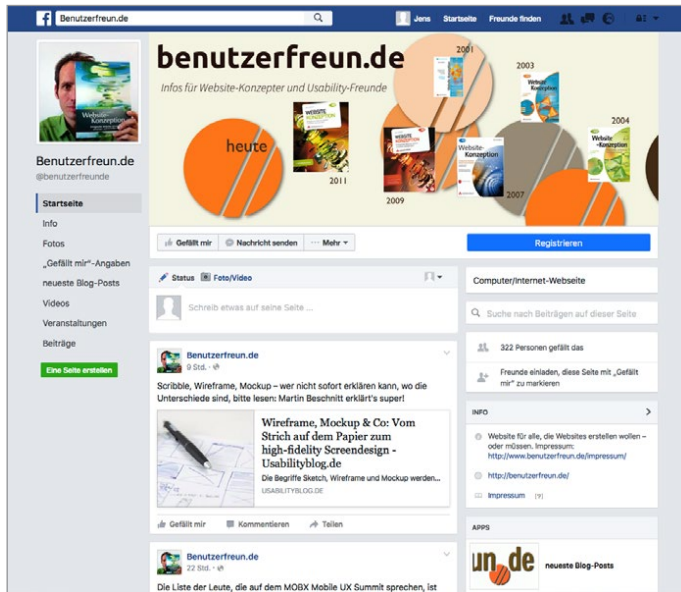 Benutzerfreun.de
Jens Startseite Freunde finden
benutzerfreun.de
Infos für Website-Konzepter und Usability-Freunde
2001
2003
2004
heute
2011
2009
2007
Website-
Konzeption
WEBSITE
KONZEPTION
WEBSITE
KONZEPTION
Website-
Konzeption
Benutzerfreun.de
@benutzerfreunde
Startseite
Info
Fotos
„Gefällt mir“-Angaben
neueste Blog-Posts
Videos
Veranstaltungen
Beiträge
Eine Seite erstellen
Gefällt mir Nachricht senden Mehr
Registrieren
Status Foto/Video
Schreib etwas auf seine Seite ...
Benutzerfreun.de
9 Std.
Scribble, Wireframe, Mockup – wer nicht sofort erklären kann, wo die
Unterschiede sind, bitte lesen: Martin Beschnitt erklärt's super!
Wireframe, Mockup & Co: Vom
Strich auf dem Papier zum
high-fidelity Screendesign -
Usabilityblog.de
Die Begriffe Sketch, Wireframe und Mockup werden...
USABILITYBLOG.DE
Gefällt mir Kommentieren Teilen
Benutzerfreun.de
22 Std.
Die Liste der Leute, die auf dem MOBX Mobile UX Summit sprechen, ist
Computer/Internet-Webseite
Suche nach Beiträgen auf dieser Seite
322 Personen gefällt das
Freunde einladen, diese Seite mit „Gefällt
mir“ zu markieren
INFO
Website für alle, die Websites erstellen wollen –
oder müssen. Impressum:
http://www.benutzerfreun.de/impressum/
http://benutzerfreun.de/
Impressum [?]
APPS
un.de
neueste Blog-Posts